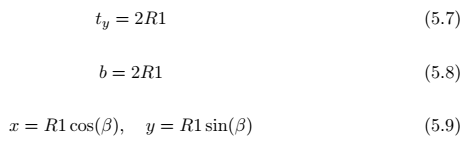 t_y = 2R1 (5.7)
b = 2R1 (5.8)
x = R1 cos(β), y = R1 sin(β) (5.9)